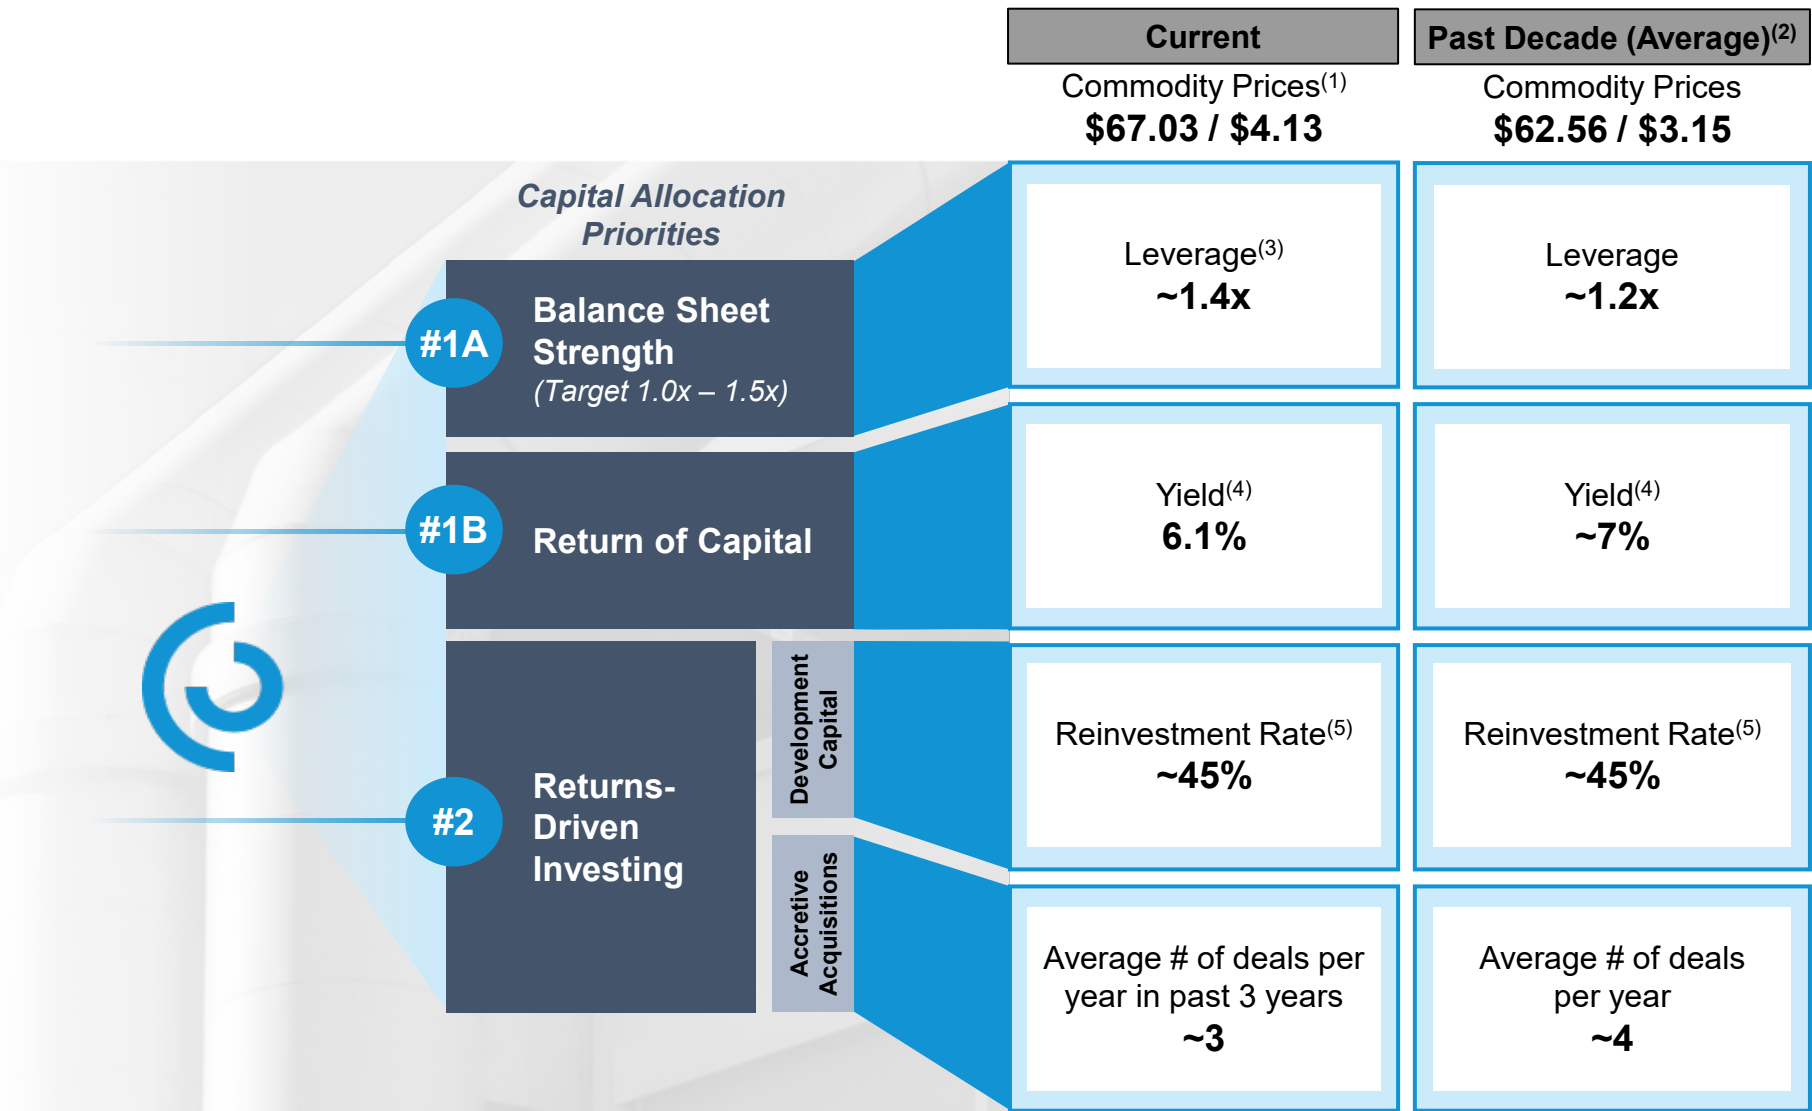 Current
Past Decade (Average)(2)
Commodity Prices(1)
$67.03 / $4.13
Commodity Prices
$62.56 / $3.15
Capital Allocation
Priorities
#1A
Balance Sheet
Strength
(Target 1.0x – 1.5x)
Leverage(3)
~1.4x
Leverage
~1.2x
#1B
Return of Capital
Yield(4)
6.1%
Yield(4)
~7%
#2
Returns-
Driven
Investing
Development
Capital
Reinvestment Rate(5)
~45%
Reinvestment Rate(5)
~45%
Accretive
Acquisitions
Average # of deals per
year in past 3 years
~3
Average # of deals
per year
~4